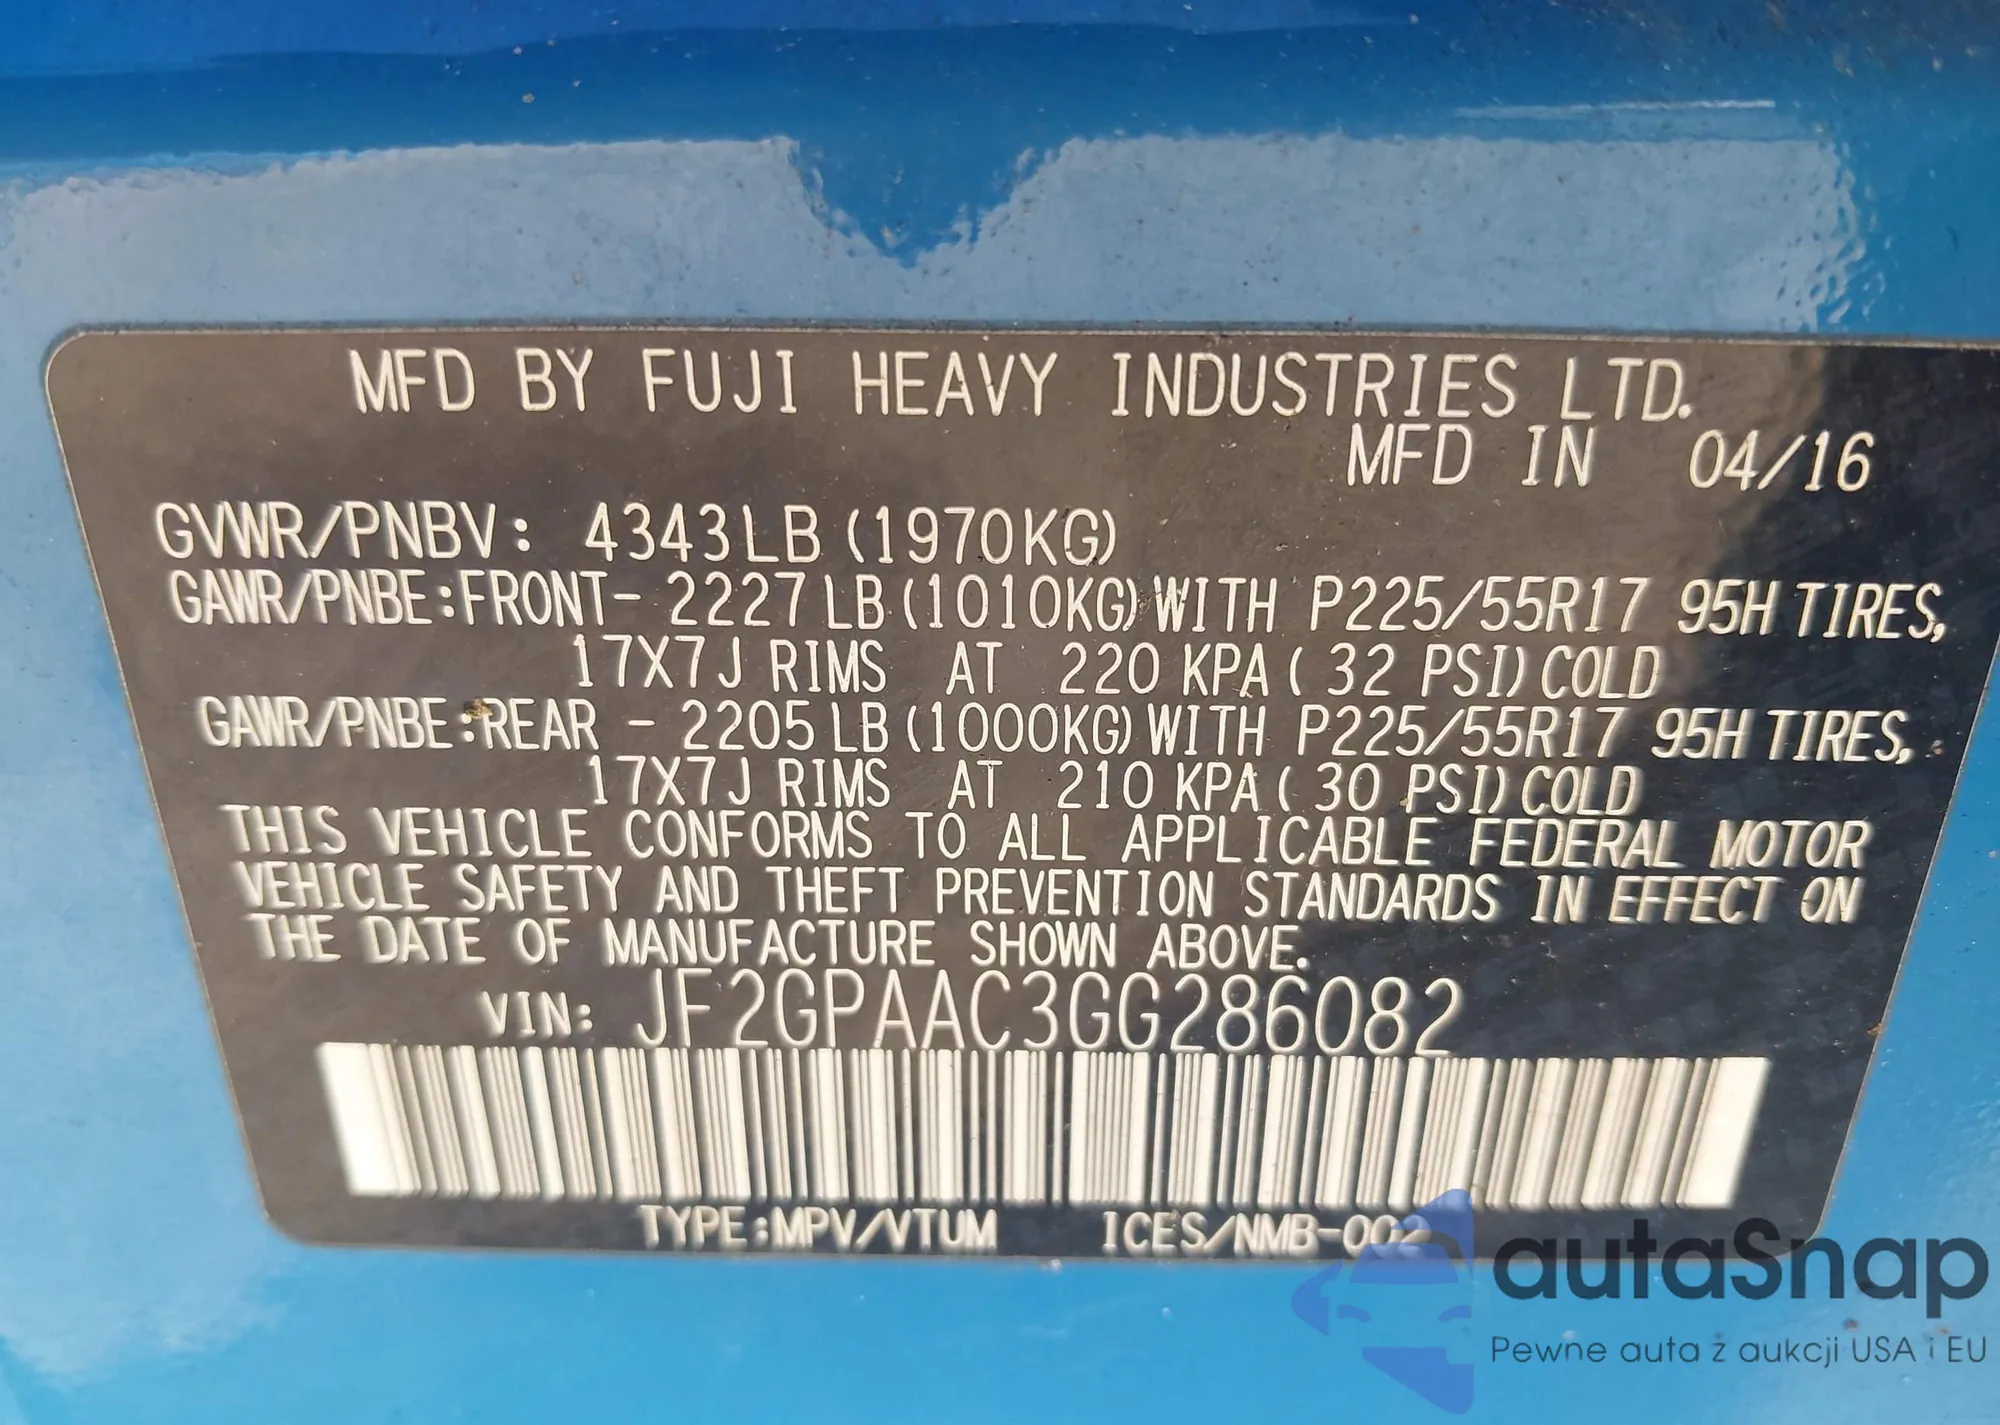 MFD BY FUJI HEAVY INDUSTRIES LTD.
MFD IN 04/16
GVWR/PNBV: 4343LB (1970KG)
GAWR/PNBE:FRONT- 2227LB (1010KG) WITH P225/55R17 95H TIRES,
17X7J RIMS AT 220 KPA ( 32 PSI) COLD
GAWR/PNBE:REAR - 2205LB (1000KG) WITH P225/55R17 95H TIRES,
17X7J RIMS AT 210 KPA ( 30 PSI) COLD
THIS VEHICLE CONFORMS TO ALL APPLICABLE FEDERAL MOTOR
VEHICLE SAFETY AND THEFT PREVENTION STANDARDS IN EFFECT ON
THE DATE OF MANUFACTURE SHOWN ABOVE.
VIN: JF2GPAAC3GG286082
TYPE:MPV/VTUM ICES/NMB-002
autaSnap
Pewne auta z aukcji USA i EU